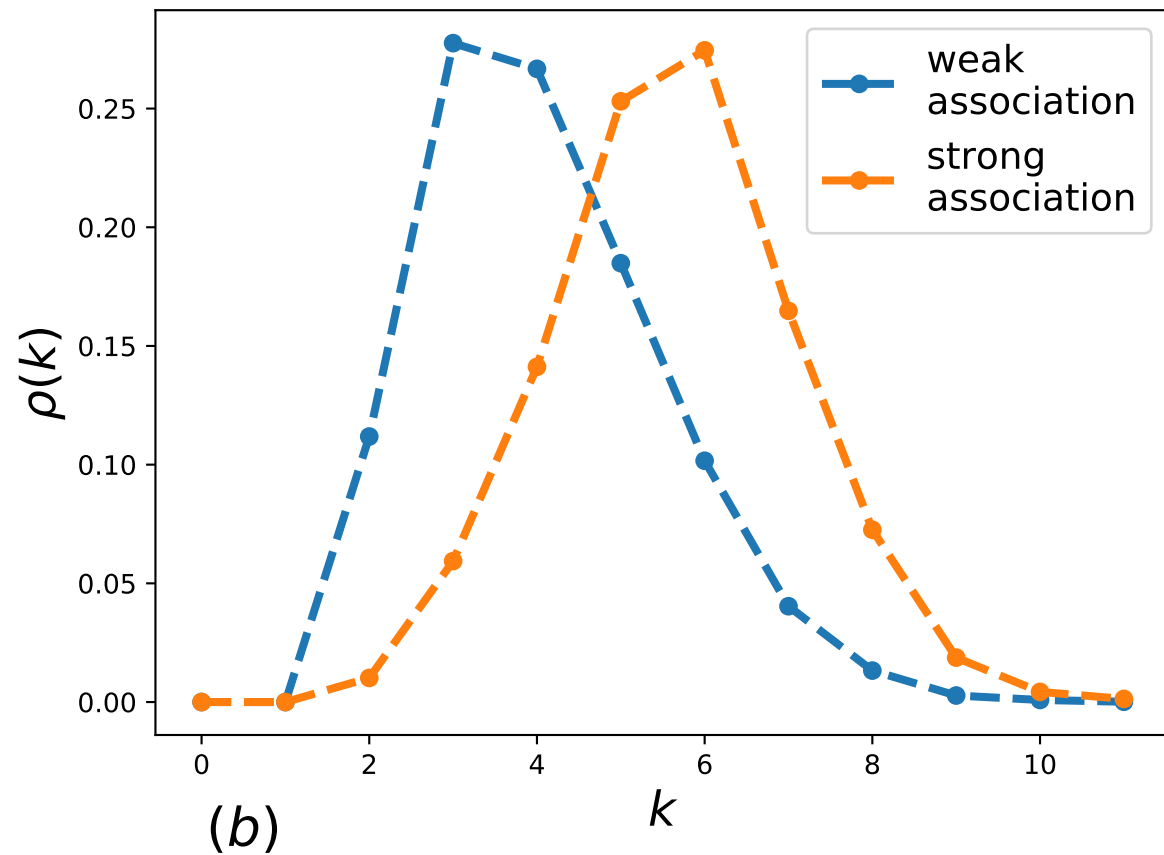 weak
association
strong
association
0.25
0.20
0.15
0.10
0.05
0.00
ρ(k)
0 2 4 6 8 10
k
(b)